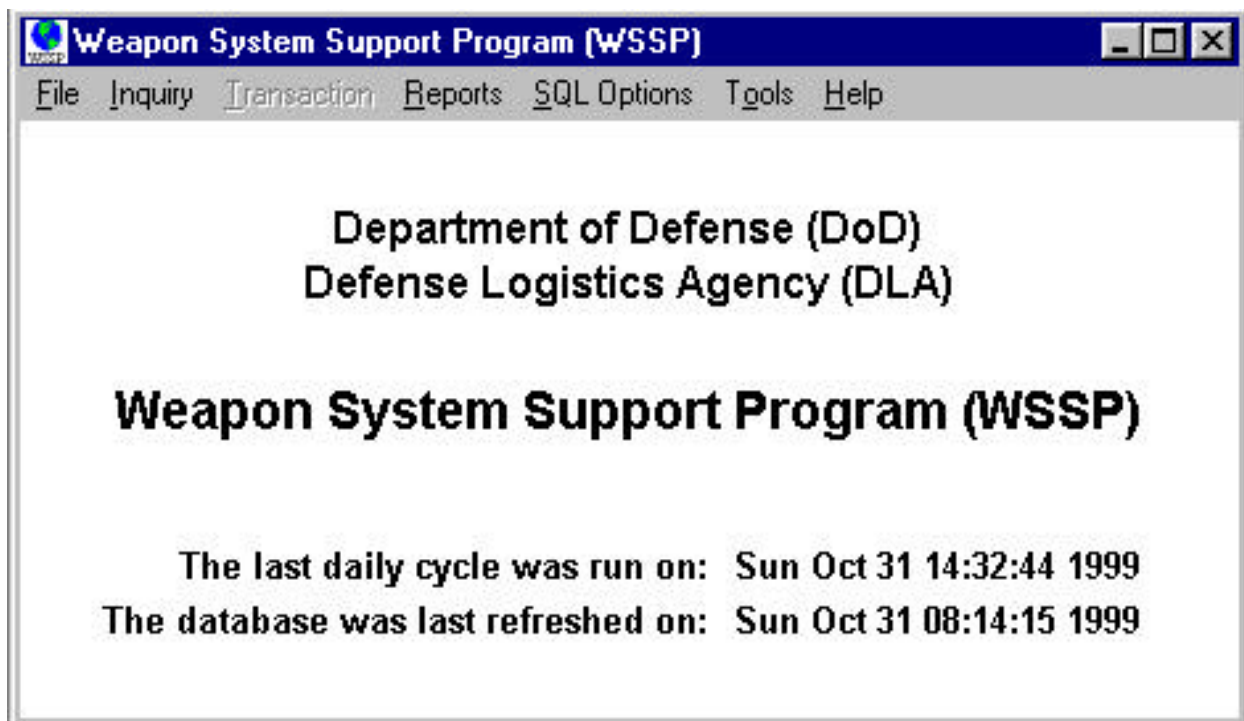 Weapon System Support Program (WSSP)
File Inquiry Transaction Reports SQL Options Tools Help
Department of Defense (DoD)
Defense Logistics Agency (DLA)
Weapon System Support Program (WSSP)
The last daily cycle was run on: Sun Oct 31 14:32:44 1999
The database was last refreshed on: Sun Oct 31 08:14:15 1999